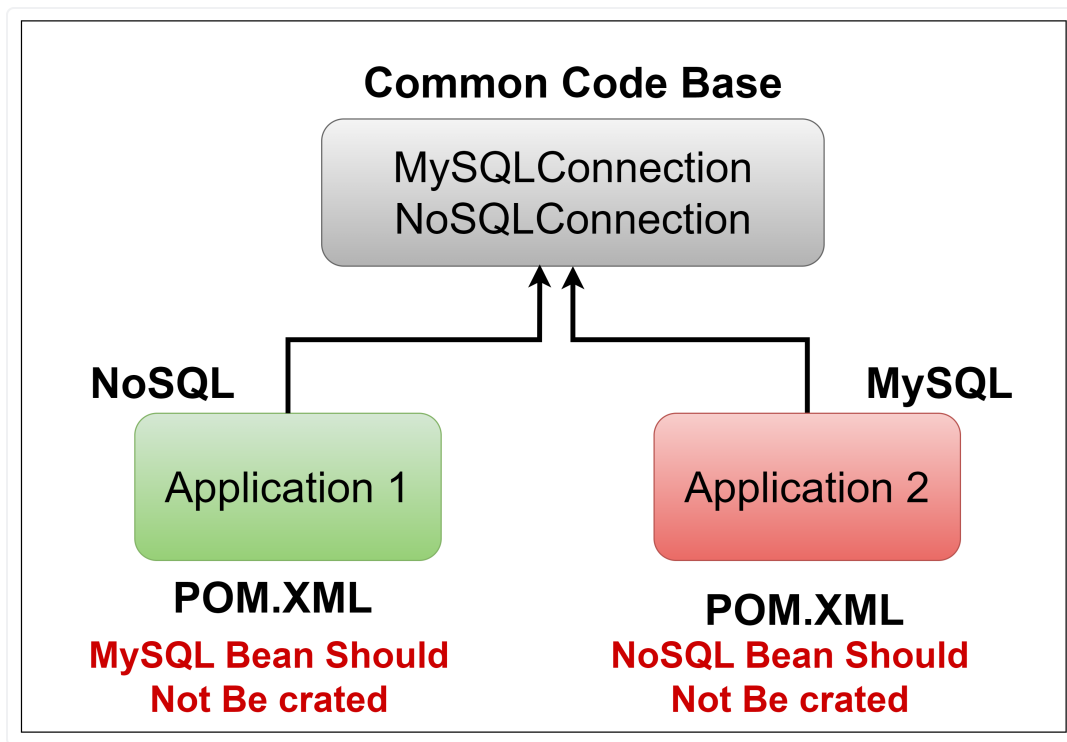 Common Code Base
MySQLConnection
NoSQLConnection
NoSQL
MySQL
Application 1
Application 2
POM.XML
POM.XML
MySQL Bean Should
Not Be crated
NoSQL Bean Should
Not Be crated